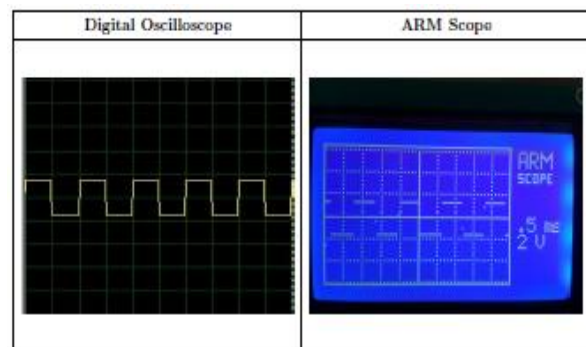 Digital Oscilloscope
ARM Scope
ARM
SCOPE
.5 ms
2 V